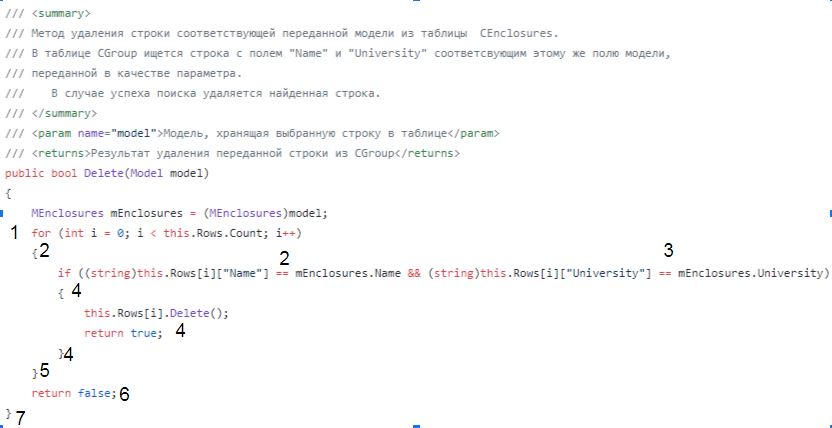 /// <summary>
/// Метод удаления строки соответствующей переданной модели из таблицы  CEnclosures.
/// В таблице CGroup ищется строка с полем "Name" и "University" соответсвующим этому же полю модели,
/// переданной в качестве параметра.
///    В случае успеха поиска удаляется найденная строка.
/// </summary>
/// <param name="model">Модель, хранящая выбранную строку в таблице</param>
/// <returns>Результат удаления переданной строки из CGroup</returns>
public bool Delete(Model model)
{
    MEnclosures mEnclosures = (MEnclosures)model;
1 for (int i = 0; i < this.Rows.Count; i++)
    { 2 2 3
        if ((string)this.Rows[i]["Name"] == mEnclosures.Name && (string)this.Rows[i]["University"] == mEnclosures.University)
        { 4
            this.Rows[i].Delete();
            return true; 4
        } 4
    } 5
    return false; 6
} 7